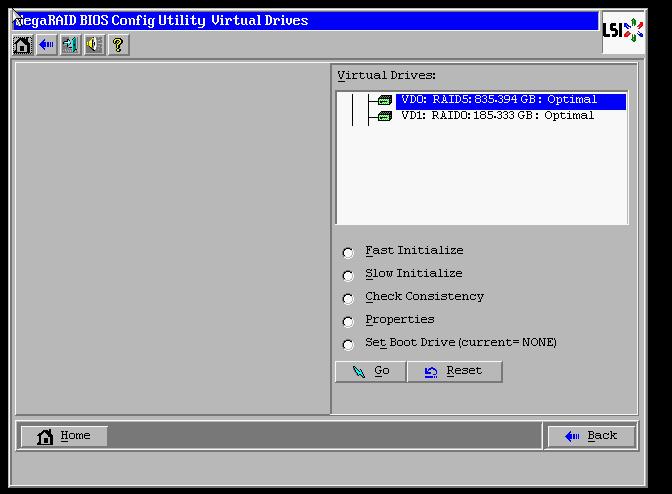 MegaRAID BIOS Config Utility Virtual Drives
LSI
?
Virtual Drives:
VD0: RAID5: 835.394 GB: Optimal
VD1: RAID0: 185.333 GB: Optimal
Fast Initialize
Slow Initialize
Check Consistency
Properties
Set Boot Drive (current= NONE)
Go
Reset
Home
Back